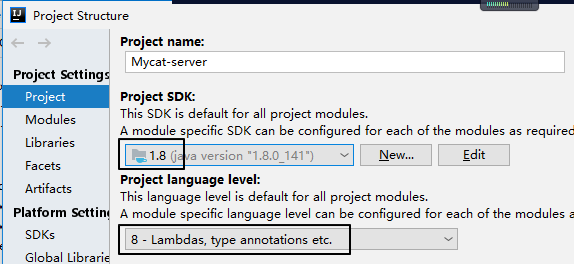 Project Structure
Project Settings
Project
Modules
Libraries
Facets
Artifacts
Platform Settings
SDKs
Global Libraries
Project name:
Mycat-server
Project SDK:
This SDK is default for all project modules.
A module specific SDK can be configured for each of the modules as required
1.8 (java version "1.8.0_141")
New...
Edit
Project language level:
This language level is default for all project modules.
A module specific language level can be configured for each of the modules a
8 - Lambdas, type annotations etc.